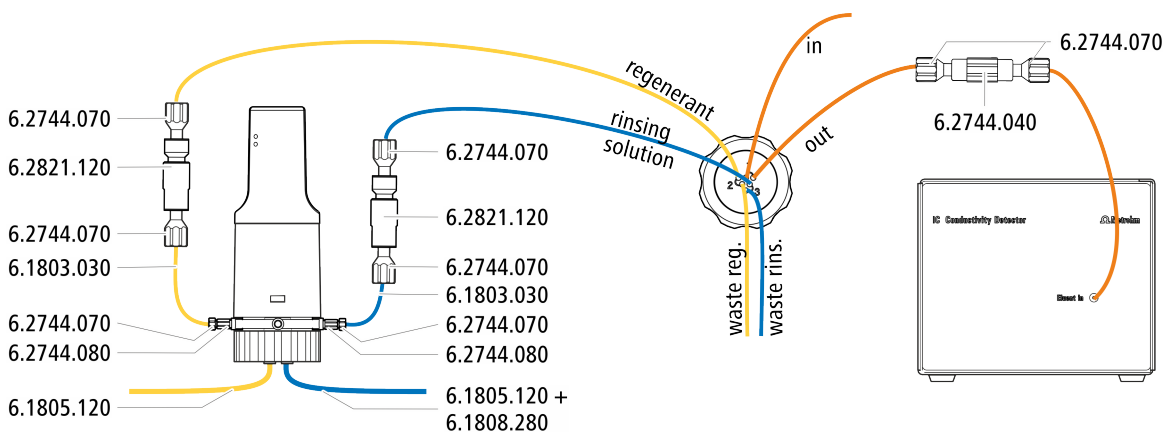 6.2744.070
6.2821.120
6.2744.070
6.1803.030
6.2744.070
6.2744.080
6.1805.120
6.2744.070
6.2821.120
6.2744.070
6.1803.030
6.2744.070
6.2744.080
6.1805.120 +
6.1808.280
regenerant
rinsing
solution
in
out
1
2
3
waste reg.
waste rins.
6.2744.070
6.2744.040
IC Conductivity Detector
Metrohm
Eluent in